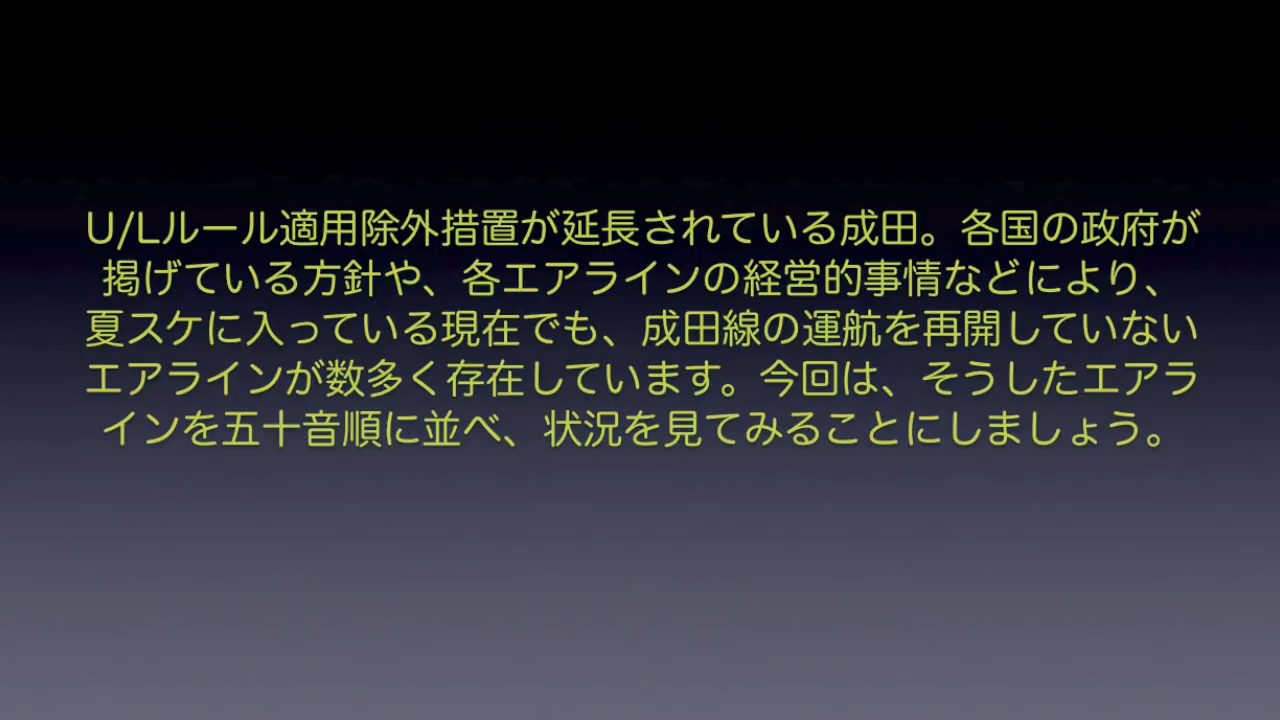 U/Lルール適用除外措置が延長されている成田。各国の政府が
掲げている方針や、各エアラインの経営的事情などにより、
夏スケに入っている現在でも、成田線の運航を再開していない
エアラインが数多く存在しています。今回は、そうしたエアラ
インを五十音順に並べ、状況を見てみることにしましょう。